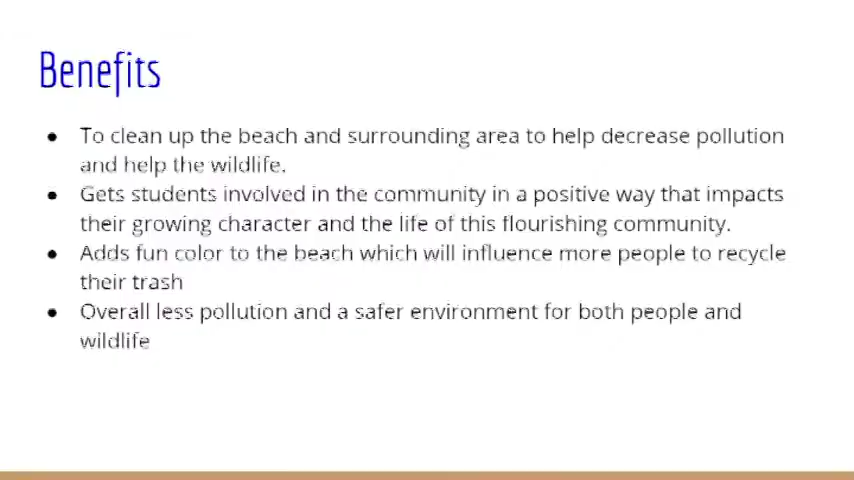 Benefits
● To clean up the beach and surrounding area to help decrease pollution
and help the wildlife.
● Gets students involved in the community in a positive way that impacts
their growing character and the life of this flourishing community.
● Adds fun color to the beach which will influence more people to recycle
their trash
● Overall less pollution and a safer environment for both people and
wildlife